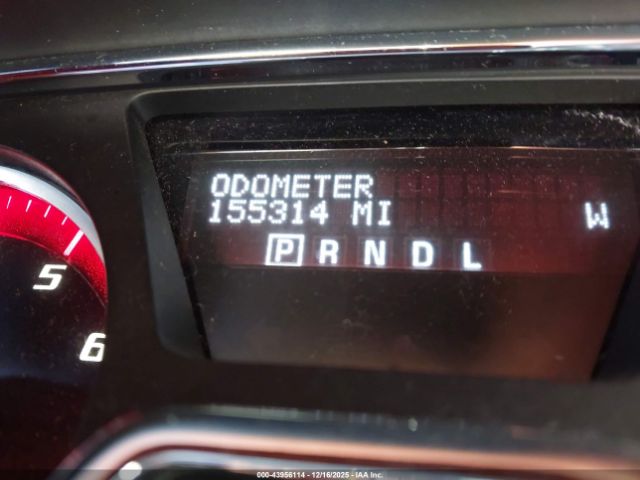 ODOMETER
155314 MI W
P R N D L
5
6
000-43956114 - 12/16/2025 - IAA Inc.